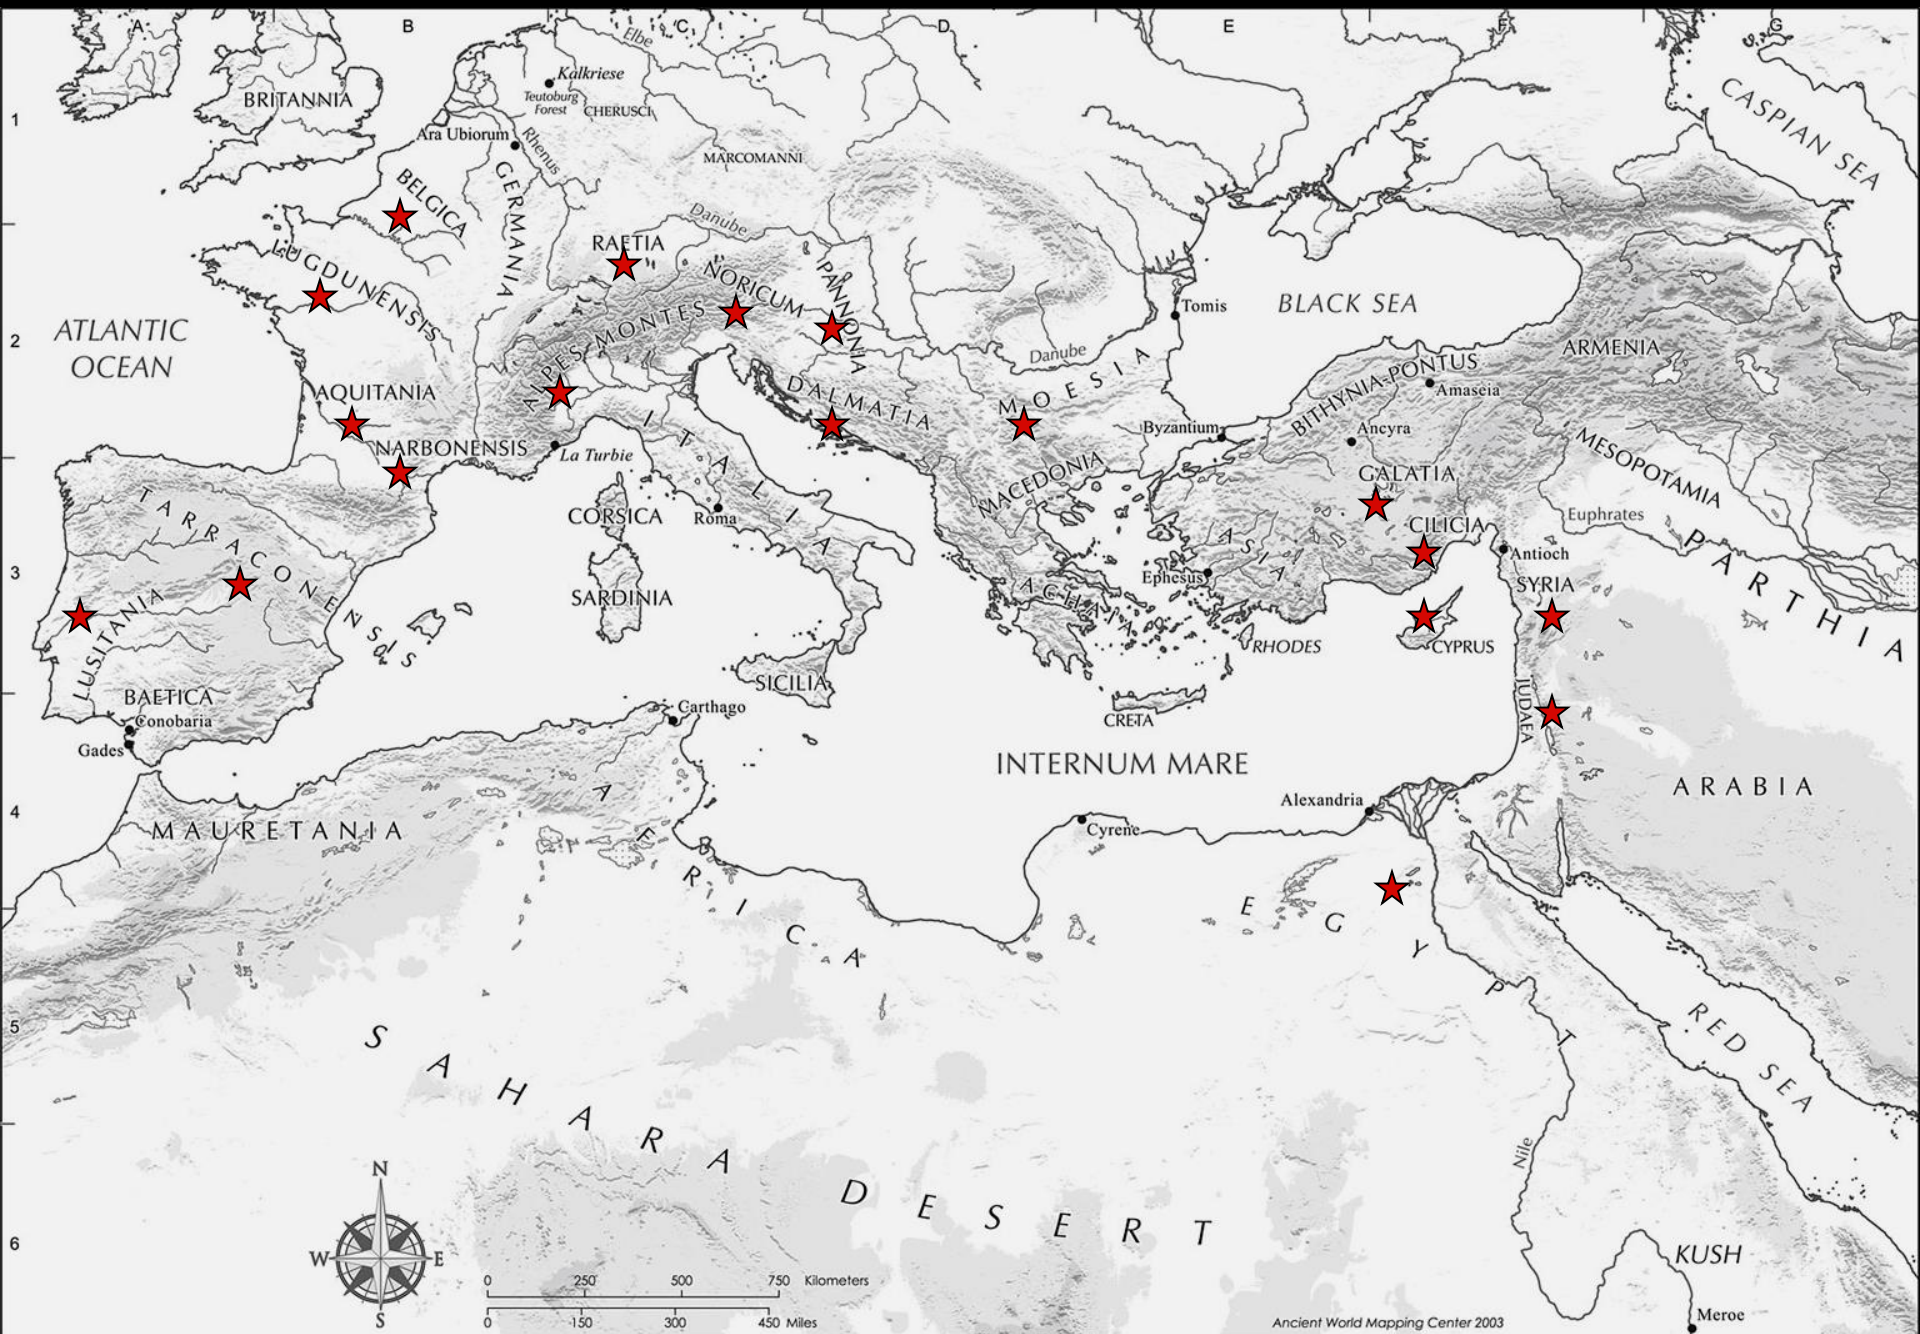 A
B
C
D
E
F
G
1
2
3
4
5
6
BRITANNIA
Elbe
Kalkriese
Teutoburg
Forest
CHERUSCI
Ara Ubiorum
Rhenus
MARCOMANNI
CASPIAN SEA
BELGICA
GERMANIA
Danube
RAETIA
LUGDUNENSIS
NORICUM
PANNONIA
ATLANTIC
OCEAN
ALPES MONTES
Tomis
BLACK SEA
Danube
ARMENIA
AQUITANIA
DALMATIA
MOESIA
BITHYNIA-PONTUS
Amaseia
NARBONENSIS
La Turbie
ITALIA
Byzantium
Ancyra
MESOPOTAMIA
MACEDONIA
GALATIA
TARRACONENSIS
CORSICA
Roma
CILICIA
Euphrates
PARTHIA
ASIA
Antioch
Ephesus
SYRIA
SARDINIA
ACHAIA
LUSITANIA
RHODES
CYPRUS
BAETICA
Conobaria
Gades
SICILIA
Carthago
CRETA
JUDAEA
INTERNUM MARE
ARABIA
Alexandria
MAURETANIA
AFRICA
Cyrene
EGYPT
RED SEA
SAHARA DESERT
Nile
N
W
E
S
KUSH
Meroe
0 250 500 750 Kilometers
0 150 300 450 Miles
Ancient World Mapping Center 2003